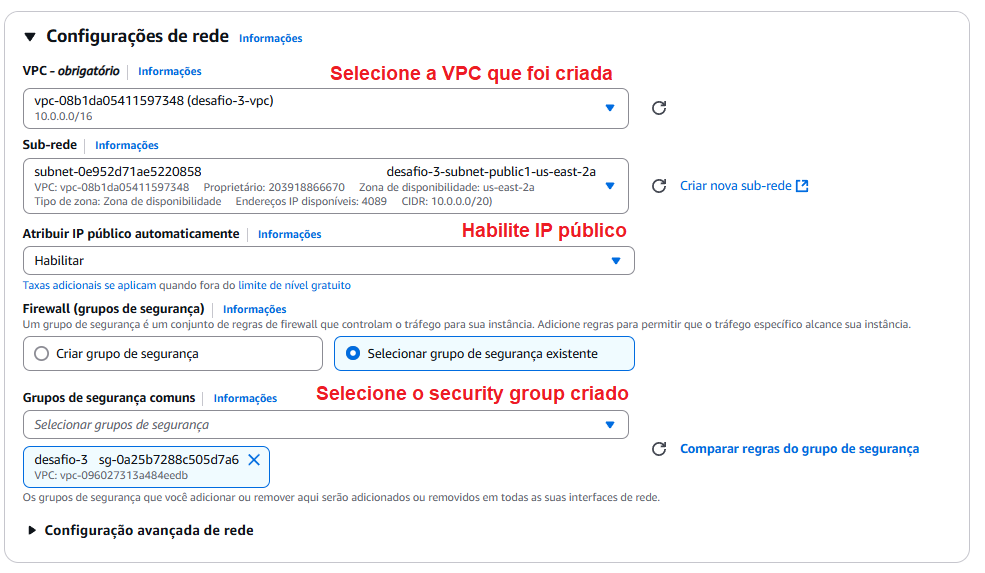 Configurações de rede Informações
VPC - obrigatório Informações
Selecione a VPC que foi criada
vpc-08b1da05411597348 (desafio-3-vpc)
10.0.0.0/16
Sub-rede Informações
subnet-0e952d71ae5220858 desafio-3-subnet-public1-us-east-2a
VPC: vpc-08b1da05411597348 Proprietário: 203918866670 Zona de disponibilidade: us-east-2a
Tipo de zona: Zona de disponibilidade Endereços IP disponíveis: 4089 CIDR: 10.0.0.0/20)
Criar nova sub-rede
Atribuir IP público automaticamente Informações
Habilite IP público
Habilitar
Taxas adicionais se aplicam quando fora do limite de nível gratuito
Firewall (grupos de segurança) Informações
Um grupo de segurança é um conjunto de regras de firewall que controlam o tráfego para sua instância. Adicione regras para permitir que o tráfego específico alcance sua instância.
Criar grupo de segurança
Selecionar grupo de segurança existente
Grupos de segurança comuns Informações
Selecione o security group criado
Selecionar grupos de segurança
desafio-3 sg-0a25b7288c505d7a6
VPC: vpc-096027313a484eedb
Comparar regras do grupo de segurança
Os grupos de segurança que você adicionar ou remover aqui serão adicionados ou removidos em todas as suas interfaces de rede.
Configuração avançada de rede